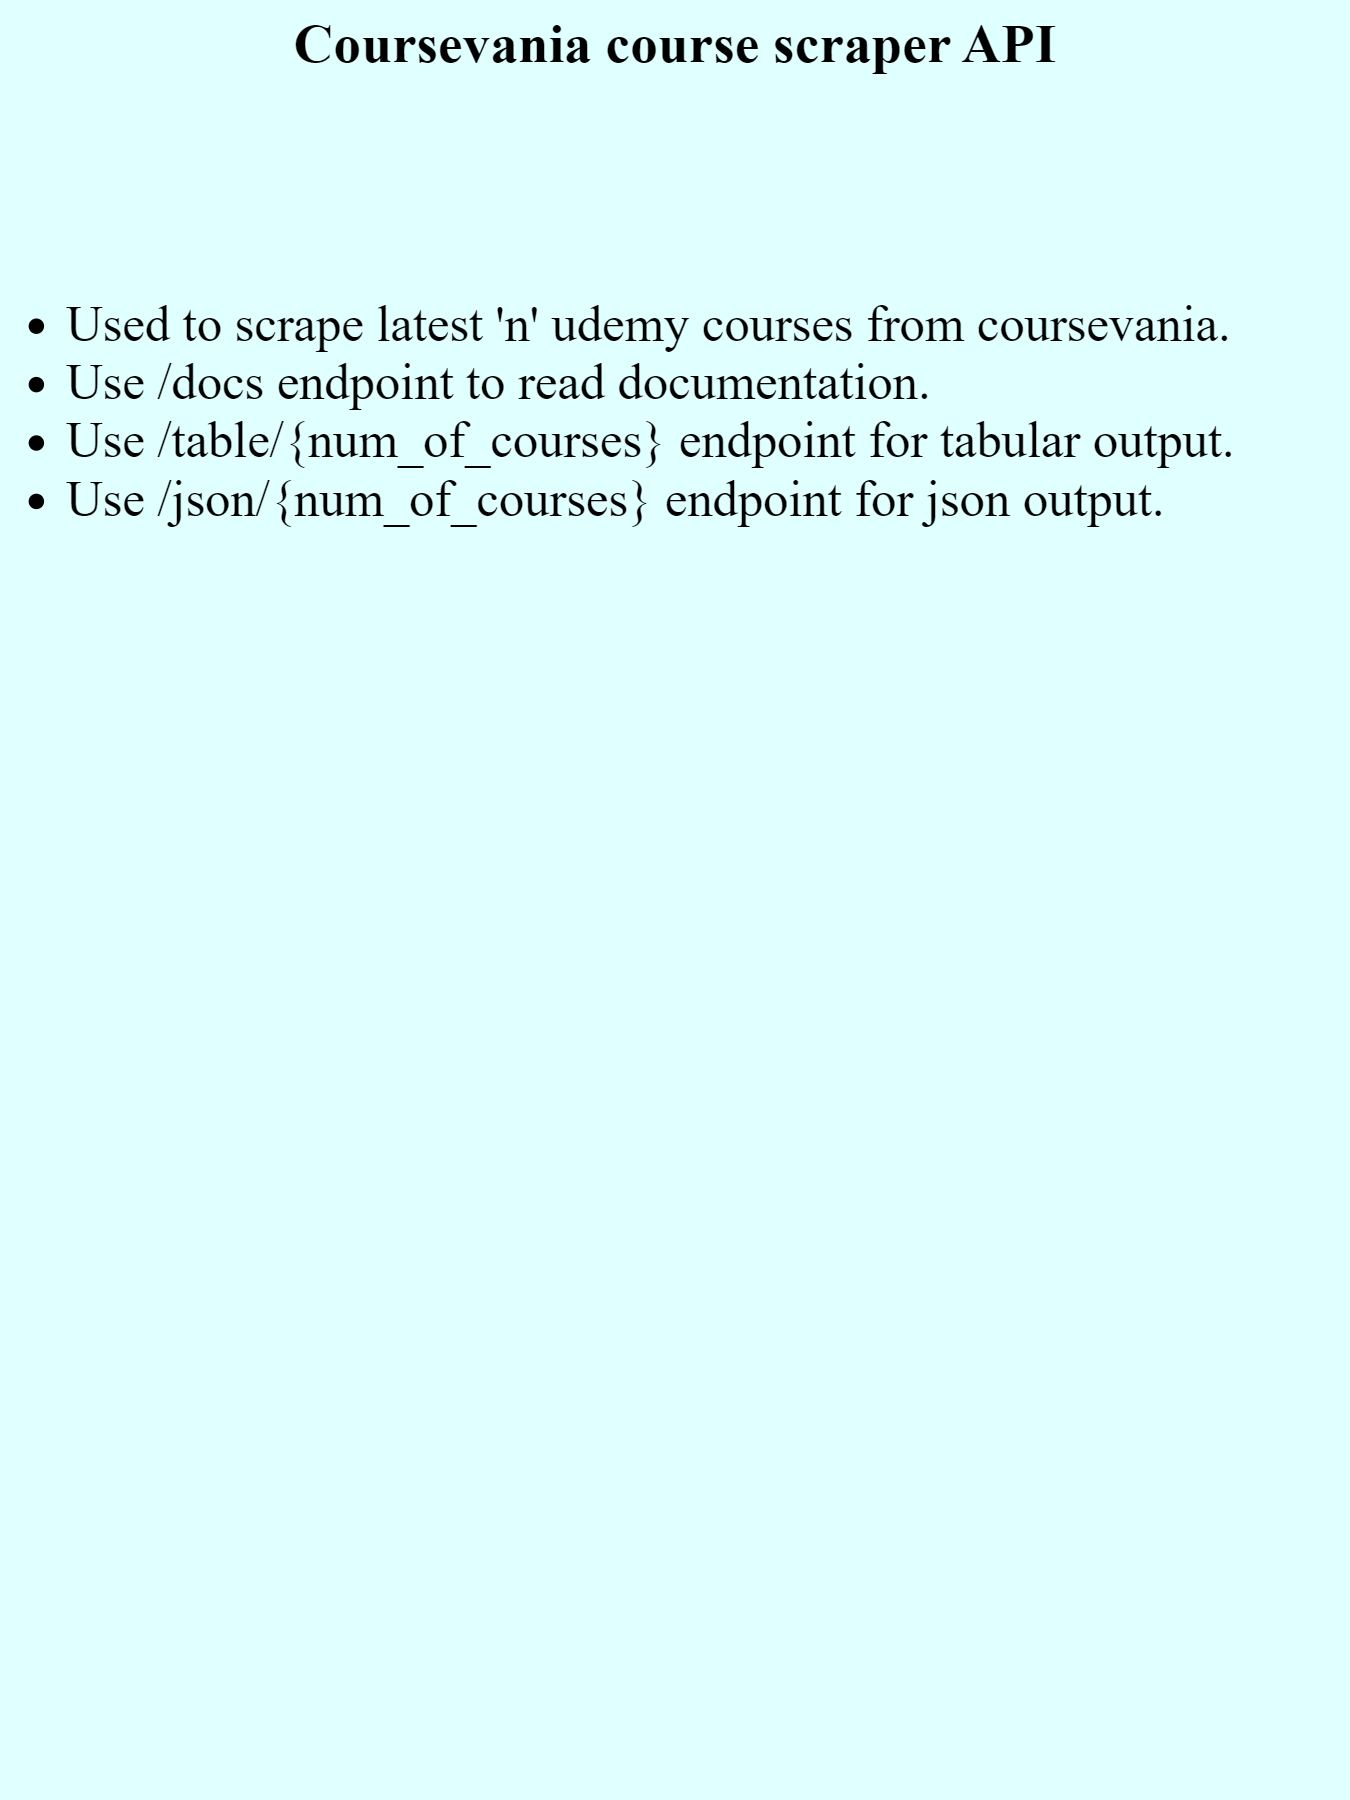 Coursevania course scraper API
Used to scrape latest 'n' udemy courses from coursevania.
Use /docs endpoint to read documentation.
Use /table/{num_of_courses} endpoint for tabular output.
Use /json/{num_of_courses} endpoint for json output.